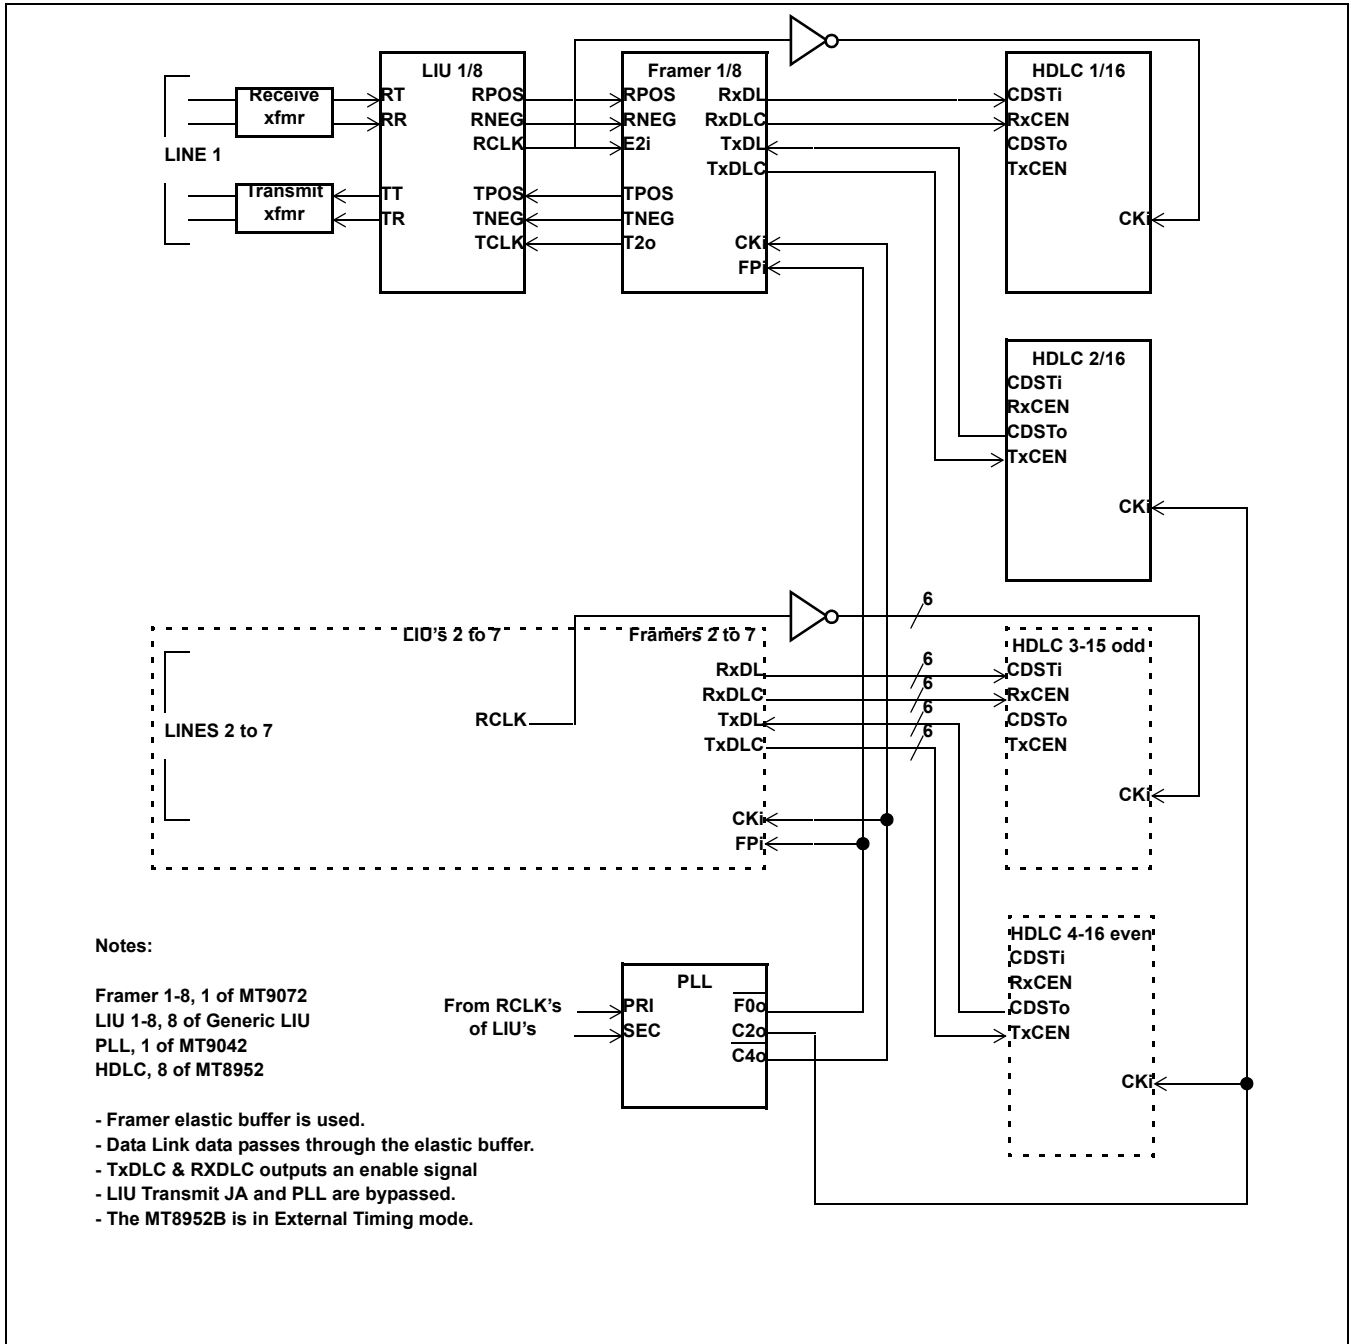 LIU 1/8
Framer 1/8
HDLC 1/16
Receive
xfmr
LINE 1
Transmit
xfmr
RT
RR
TT
TR
RPOS
RNEG
RCLK
TPOS
TNEG
TCLK
RPOS
RNEG
E2i
TPOS
TNEG
T2o
RxDL
RxDLC
TxDL
TxDLC
CKi
FPi
CDSTi
RxCEN
CDSTo
TxCEN
CKi
HDLC 2/16
CDSTi
RxCEN
CDSTo
TxCEN
CKi
LIU's 2 to 7
Framers 2 to 7
LINES 2 to 7
RCLK
RxDL
RxDLC
TxDL
TxDLC
CKi
FPi
6
6
6
6
6
HDLC 3-15 odd
CDSTi
RxCEN
CDSTo
TxCEN
CKi
HDLC 4-16 even
CDSTi
RxCEN
CDSTo
TxCEN
CKi
From RCLK's
of LIU's
PLL
PRI
SEC
F0o
C2o
C4o
Notes:
Framer 1-8, 1 of MT9072
LIU 1-8, 8 of Generic LIU
PLL, 1 of MT9042
HDLC, 8 of MT8952
- Framer elastic buffer is used.
- Data Link data passes through the elastic buffer.
- TxDLC & RXDLC outputs an enable signal
- LIU Transmit JA and PLL are bypassed.
- The MT8952B is in External Timing mode.